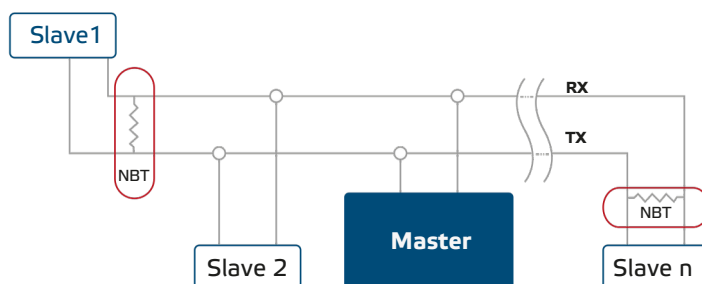 Slave1
RX
TX
NBT
NBT
Master
Slave 2
Slave n